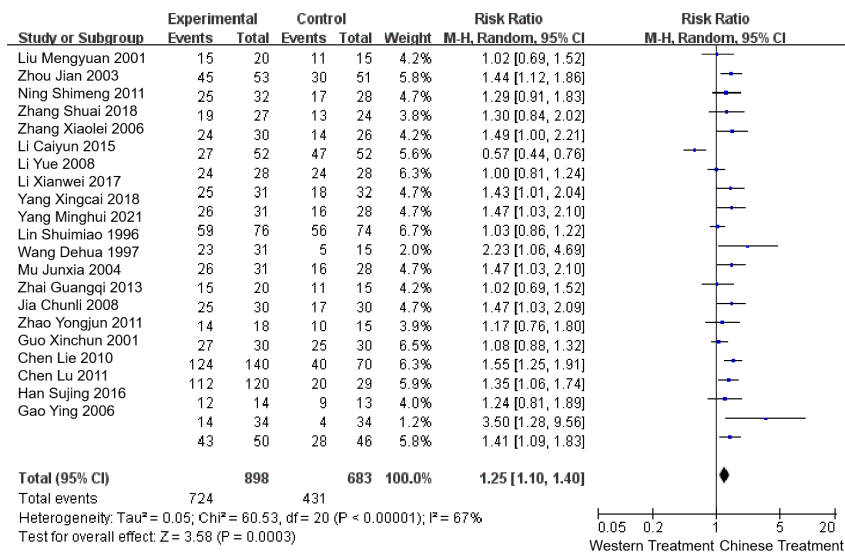 Experimental Control Risk Ratio Risk Ratio
Study or Subgroup Events Total Events Total Weight M-H, Random, 95% CI M-H, Random, 95% CI
Liu Mengyuan 2001 15 20 11 15 4.2% 1.02 [0.69, 1.52]
Zhou Jian 2003 45 53 30 51 5.8% 1.44 [1.12, 1.86]
Ning Shimeng 2011 25 32 17 28 4.7% 1.29 [0.91, 1.83]
Zhang Shuai 2018 19 27 13 24 3.8% 1.30 [0.84, 2.02]
Zhang Xiaolei 2006 24 30 14 26 4.2% 1.49 [1.00, 2.21]
Li Caiyun 2015 27 52 47 52 5.6% 0.57 [0.44, 0.76]
Li Yue 2008 24 28 24 28 6.3% 1.00 [0.81, 1.24]
Li Xianwei 2017 25 31 18 32 4.7% 1.43 [1.01, 2.04]
Yang Xingcai 2018 26 31 16 28 4.7% 1.47 [1.03, 2.10]
Yang Minghui 2021 59 76 56 74 6.4% 1.03 [0.86, 1.22]
Lin Shuimiao 1996 23 31 5 15 2.0% 2.23 [1.06, 4.69]
Wang Dehua 1997 26 31 16 28 4.7% 1.47 [1.03, 2.10]
Mu Junxia 2004 15 20 11 15 4.2% 1.02 [0.69, 1.52]
Zhai Guangqi 2013 25 30 17 30 4.7% 1.47 [1.03, 2.09]
Jia Chunli 2008 14 18 10 15 3.9% 1.17 [0.76, 1.80]
Zhao Yongjun 2011 27 30 25 30 6.3% 1.08 [0.88, 1.32]
Guo Xinchun 2001 124 140 40 70 6.2% 1.55 [1.25, 1.91]
Chen Lie 2010 112 120 20 29 5.8% 1.35 [1.06, 1.74]
Chen Lu 2011 12 14 9 13 4.0% 1.24 [0.81, 1.89]
Han Sujing 2016 14 34 4 34 1.2% 3.50 [1.28, 9.56]
Gao Ying 2006 43 50 28 46 5.8% 1.41 [1.09, 1.83]
Total (95% CI) 898 683 100.0% 1.25 [1.10, 1.40]
Total events 724 431
Heterogeneity: Tau² = 0.05; Chi² = 60.53, df = 20 (P < 0.00001); I² = 67%
Test for overall effect: Z = 3.58 (P = 0.0003)
0.05 0.2 1 5 20
Western Treatment Chinese Treatment